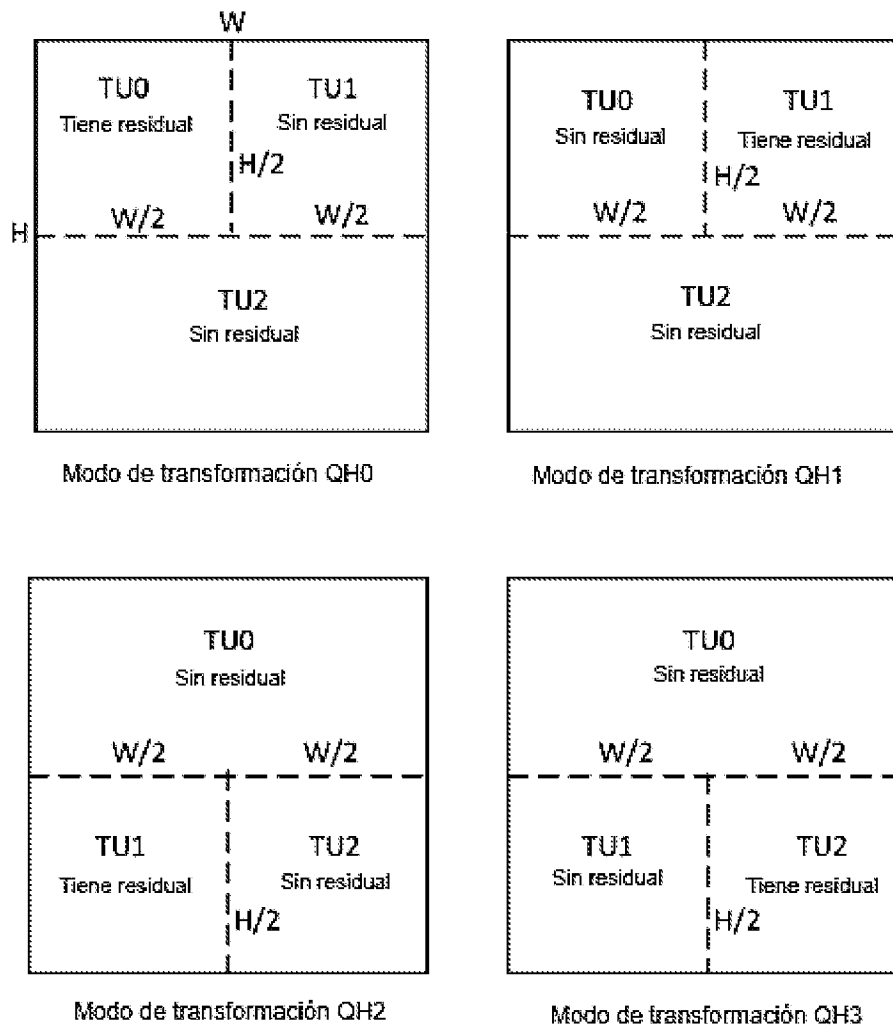 W
TU0
Tiene residual
TU1
Sin residual
H/2
W/2
W/2
H
TU2
Sin residual
Modo de transformación QH0
TU0
Sin residual
TU1
Tiene residual
H/2
W/2
W/2
TU2
Sin residual
Modo de transformación QH1
TU0
Sin residual
W/2
W/2
TU1
Tiene residual
TU2
Sin residual
H/2
Modo de transformación QH2
TU0
Sin residual
W/2
W/2
TU1
Sin residual
TU2
Tiene residual
H/2
Modo de transformación QH3